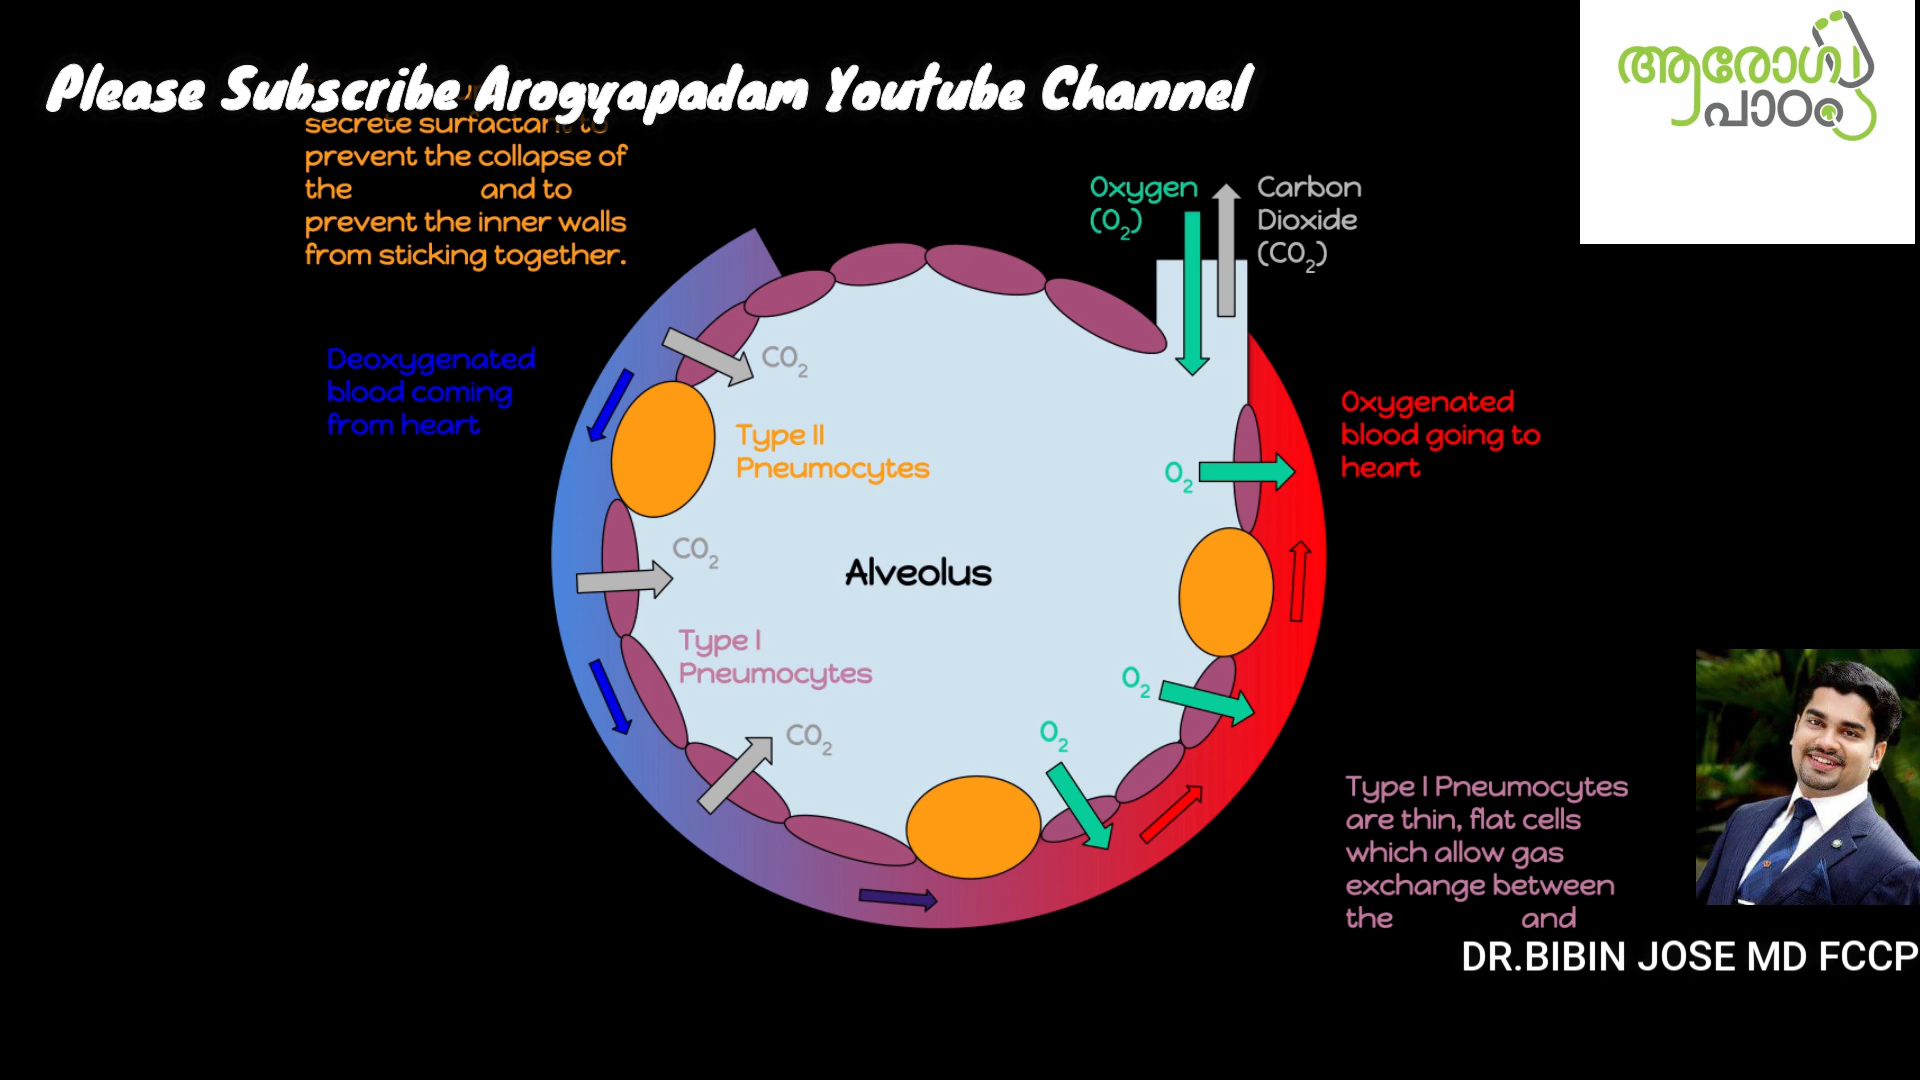 Please Subscribe Arogyapadam Youtube Channel
ആരോഗ്യ
പാഠം
secrete surfactant to
prevent the collapse of
the and to
prevent the inner walls
from sticking together.
Oxygen
(O₂)
Carbon
Dioxide
(CO₂)
Deoxygenated
blood coming
from heart
CO₂
Type II
Pneumocytes
Oxygenated
blood going to
heart
O₂
CO₂
Alveolus
Type I
Pneumocytes
O₂
CO₂
O₂
Type I Pneumocytes
are thin, flat cells
which allow gas
exchange between
the and
DR.BIBIN JOSE MD FCCP